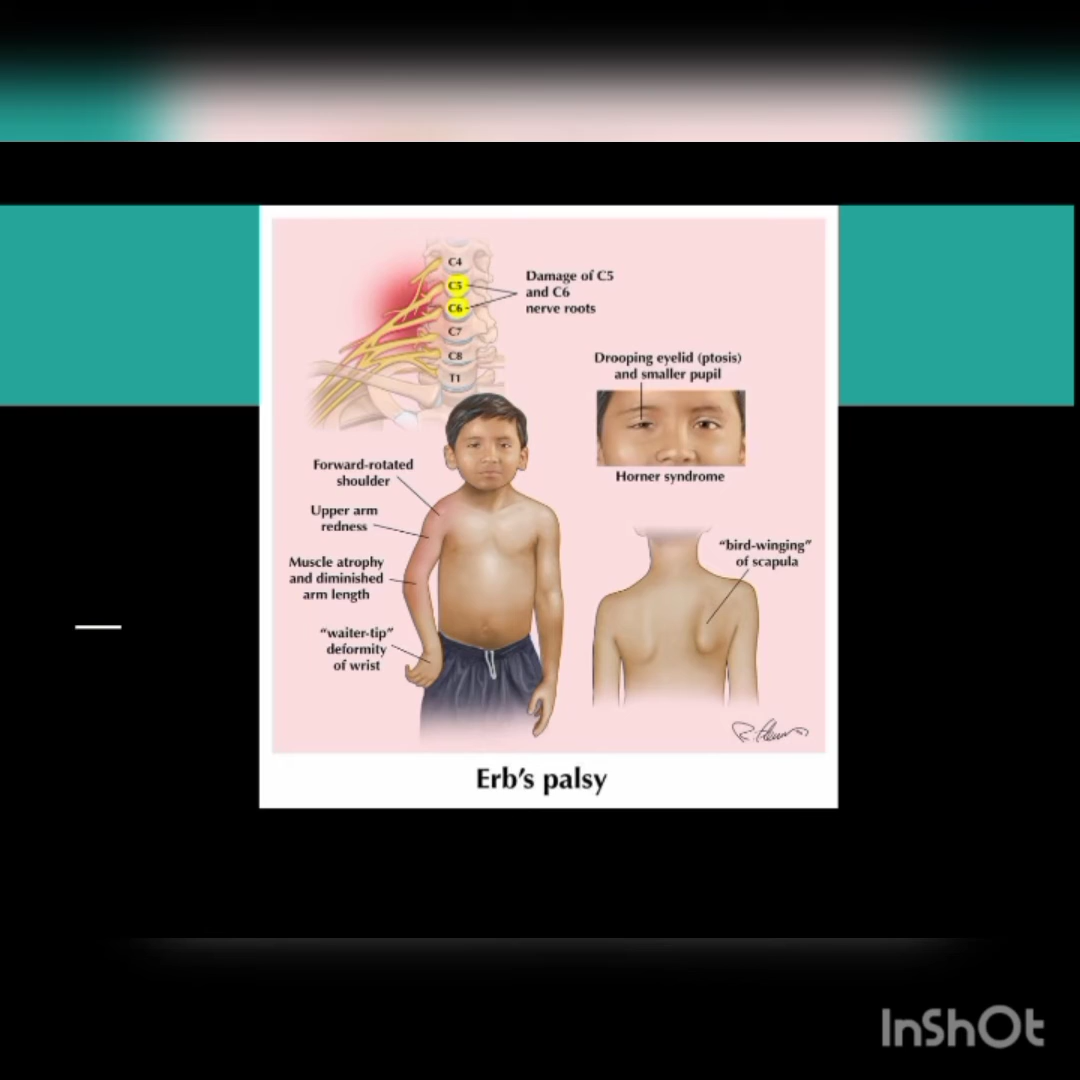 C4
C5
C6
C7
C8
T1
Damage of C5
and C6
nerve roots
Drooping eyelid (ptosis)
and smaller pupil
Horner syndrome
Forward-rotated
shoulder
Upper arm
redness
Muscle atrophy
and diminished
arm length
“waiter-tip”
deformity
of wrist
“bird-winging”
of scapula
Erb’s palsy
InShOt